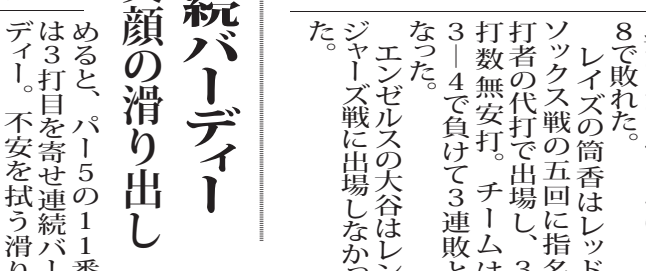 8で敗れた。
レイズの筒香はレッド
ソックス戦の五回に指名
打者の代打で出場し、3
打数無安打。チームは
3―4で負けて3連敗と
なった。
エンゼルスの大谷はレン
ジャーズ戦に出場しなかっ
た。
続バーディー
笑顔の滑り出し
めると、パー5の11番
は3打目を寄せ連続バー
ディー。不安を拭う滑り